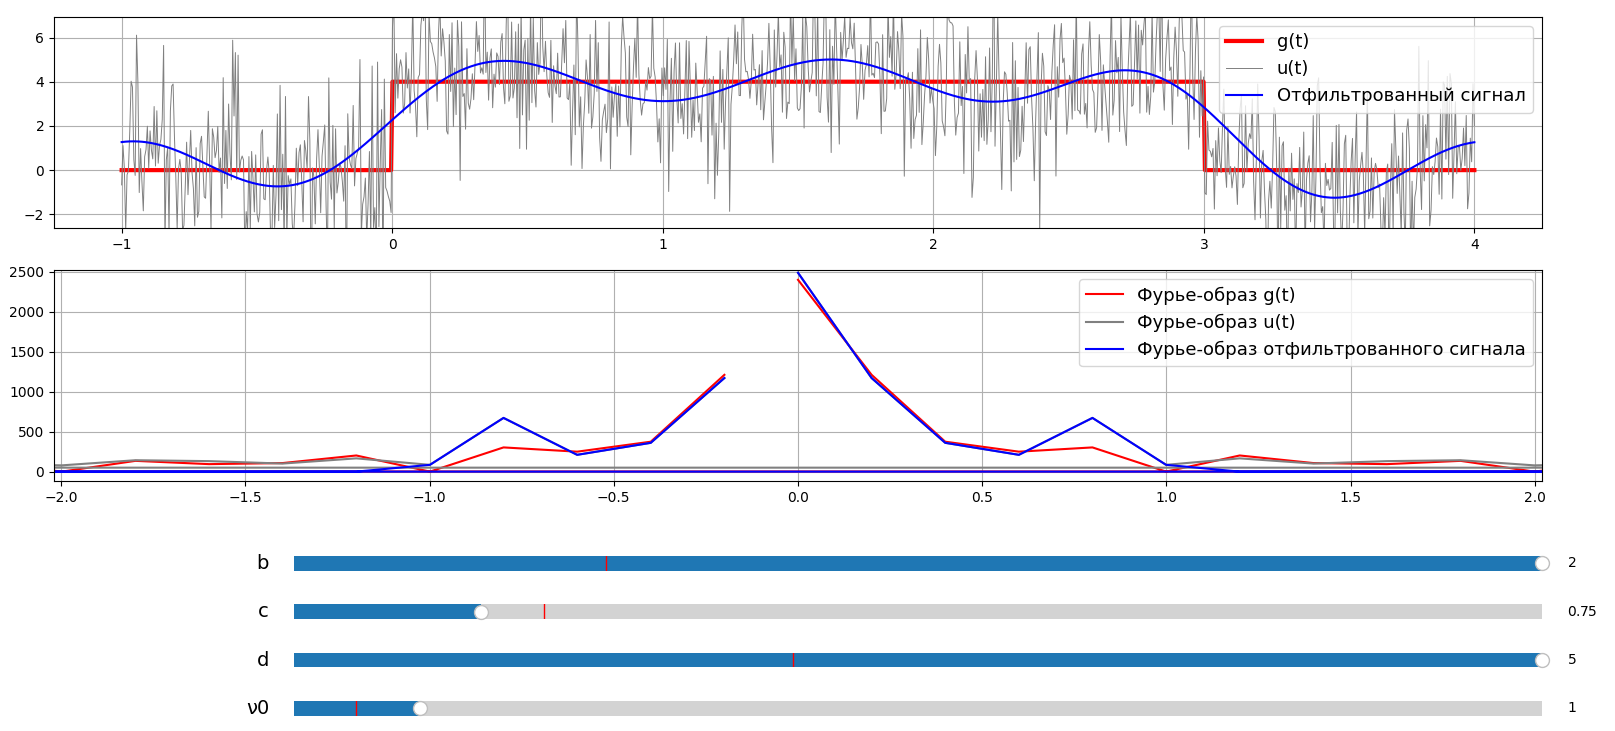 6
4
2
0
−2
g(t)
u(t)
Отфильтрованный сигнал
−1 0 1 2 3 4
2500
2000
1500
1000
500
0
Фурье-образ g(t)
Фурье-образ u(t)
Фурье-образ отфильтрованного сигнала
−2.0 −1.5 −1.0 −0.5 0.0 0.5 1.0 1.5 2.0
b 2
c 0.75
d 5
ν0 1